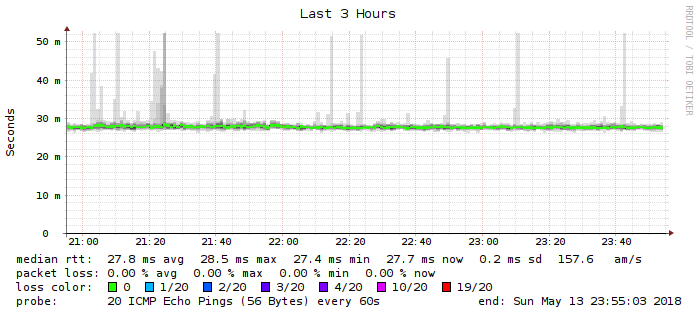 Last 3 Hours
RRDTOOL / TOBI OETIKER
Seconds
50 m
40 m
30 m
20 m
10 m
0
21:00 21:20 21:40 22:00 22:20 22:40 23:00 23:20 23:40
median rtt: 27.8 ms avg 28.5 ms max 27.4 ms min 27.7 ms now 0.2 ms sd 157.6 am/s
packet loss: 0.00 % avg 0.00 % max 0.00 % min 0.00 % now
loss color: 0 1/20 2/20 3/20 4/20 10/20 19/20
probe: 20 ICMP Echo Pings (56 Bytes) every 60s end: Sun May 13 23:55:03 2018